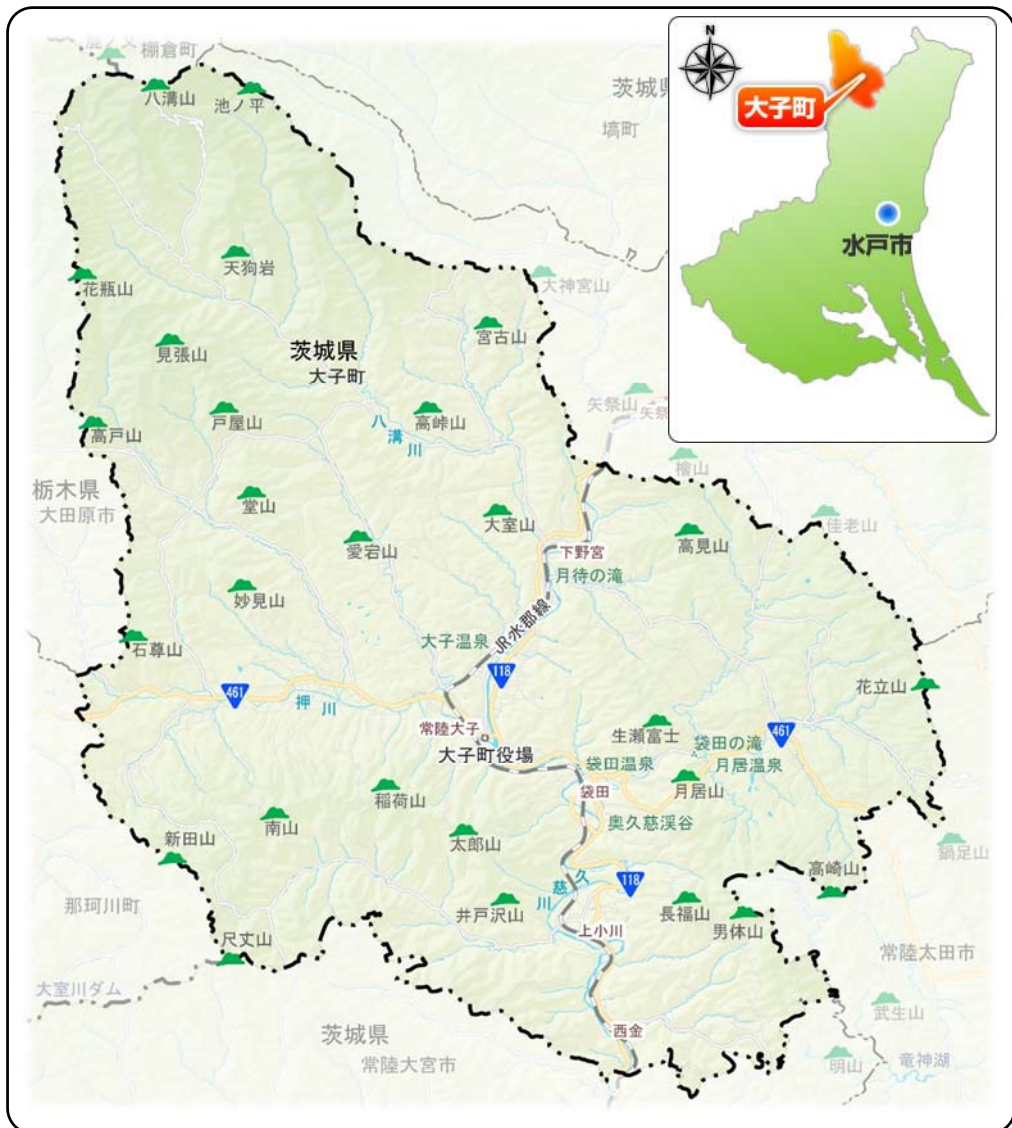 鹿ノ又
棚倉町
八溝山
池ノ平
茨城県
塙町
N
大子町
水戸市
天狗岩
大神宮山
花瓶山
宮古山
見張山
茨城県
大子町
矢祭山
矢祭
戸屋山
八溝川
高峠山
高戸山
檜山
栃木県
大田原市
堂山
大室山
佳老山
愛宕山
高見山
下野宮
月待の滝
妙見山
JR水郡線
石尊山
大子温泉
118
花立山
461
押川
常陸大子
生瀬富士
袋田の滝
461
大子町役場
袋田温泉
月居温泉
袋田
月居山
稲荷山
南山
奥久慈渓谷
新田山
太郎山
鍋足山
高崎山
久慈川
118
那珂川町
井戸沢山
長福山
男体山
上小川
尺丈山
常陸太田市
大室川ダム
武生山
茨城県
西金
常陸大宮市
明山
竜神湖